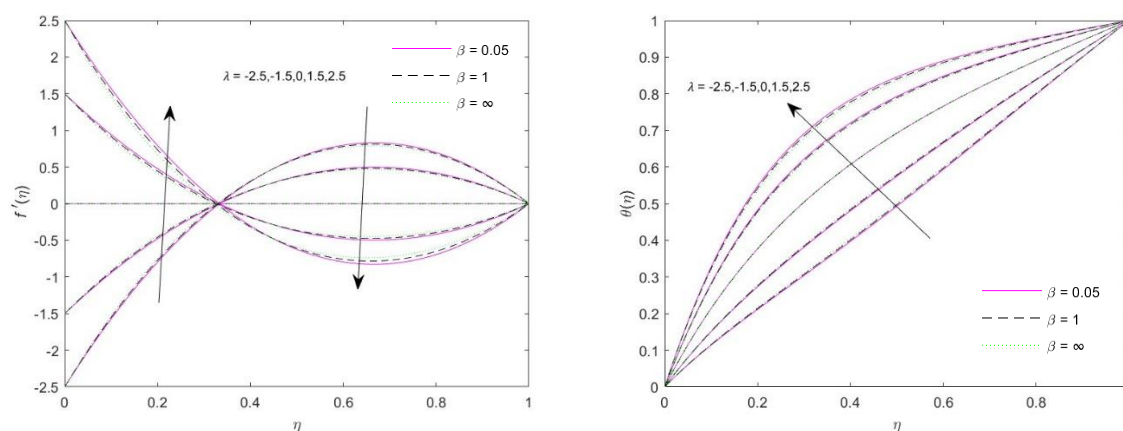 2.5
2
1.5
1
0.5
0
-0.5
-1
-1.5
-2
-2.5
f ′(η)
β = 0.05
β = 1
β = ∞
λ = -2.5,-1.5,0,1.5,2.5
0 0.2 0.4 0.6 0.8 1
η
1
0.9
0.8
0.7
0.6
0.5
0.4
0.3
0.2
0.1
0
θ(η)
λ = -2.5,-1.5,0,1.5,2.5
β = 0.05
β = 1
β = ∞
0 0.2 0.4 0.6 0.8
η